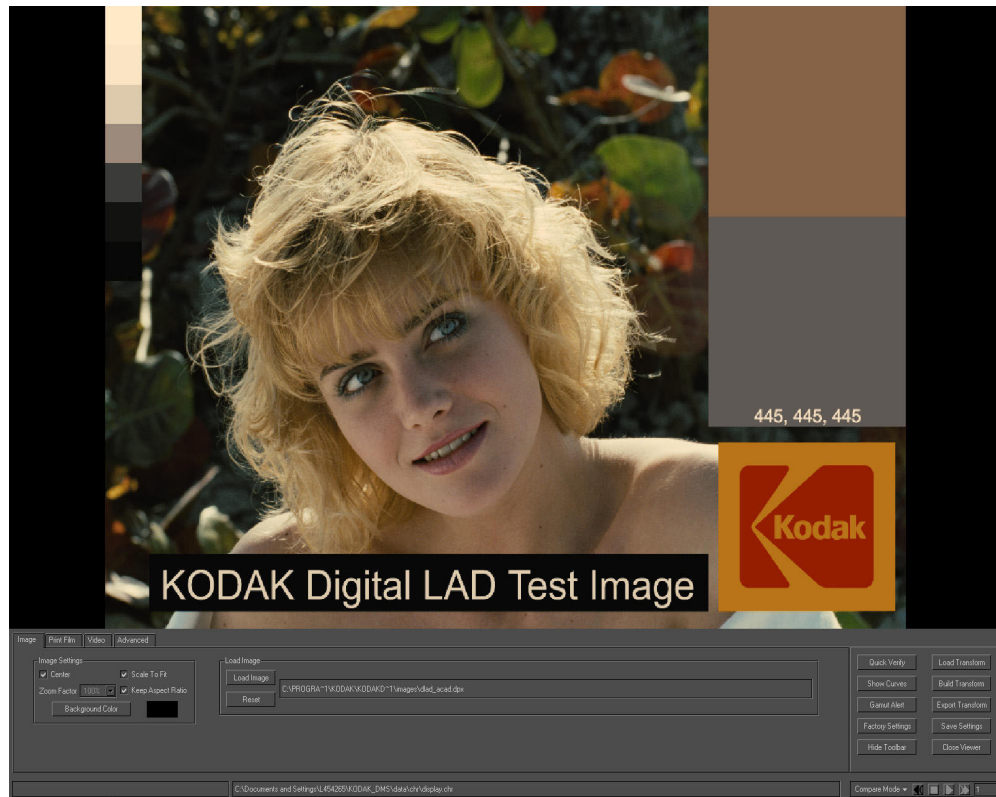 445, 445, 445
Kodak
KODAK Digital LAD Test Image
Image Print Film Video Advanced
Image Settings
Center Scale To Fit
Zoom Factor 100% Keep Aspect Ratio
Background Color
Load Image
Load Image C:\PROGRA~1\KODAK\KODAKD~1\images\dlad_acad.dpx
Reset
Quick Verify Load Transform
Show Curves Build Transform
Gamut Alert Export Transform
Factory Settings Save Settings
Hide Toolbar Close Viewer
C:\Documents and Settings\L454265\KODAK_DMS\data\chr\display.chr
Compare Mode 1